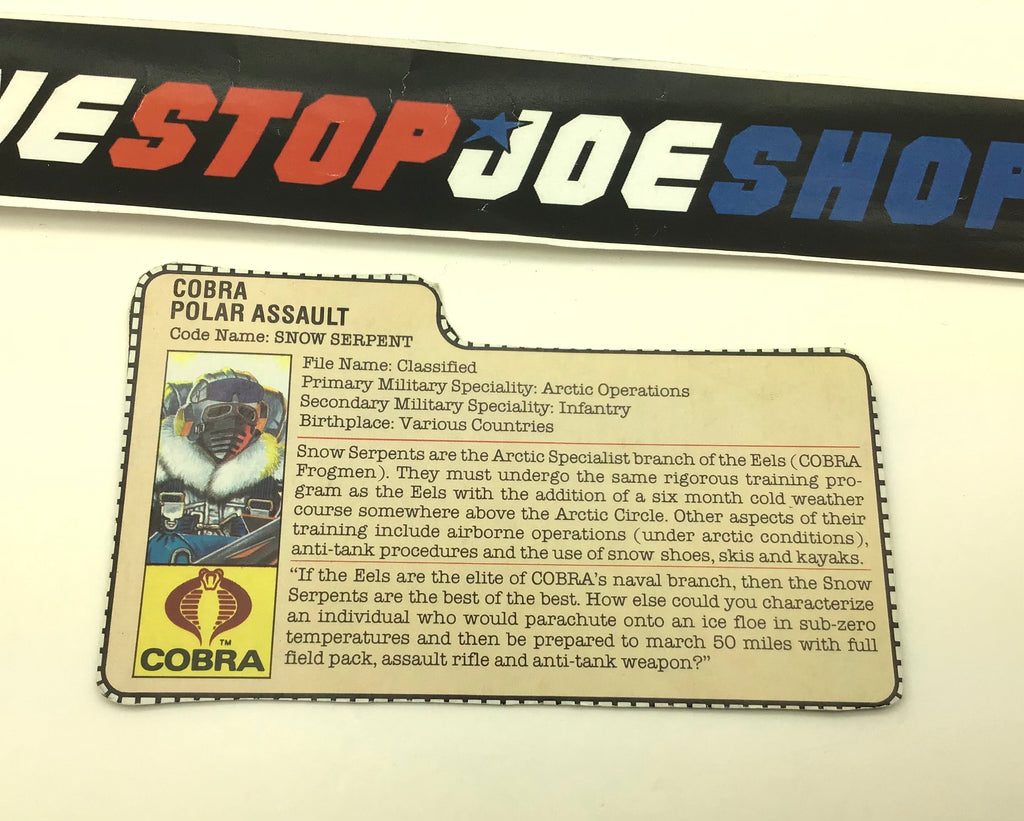 NE STOP JOE SHOP
COBRA
POLAR ASSAULT
Code Name: SNOW SERPENT
File Name: Classified
Primary Military Speciality: Arctic Operations
Secondary Military Speciality: Infantry
Birthplace: Various Countries
Snow Serpents are the Arctic Specialist branch of the Eels (COBRA
Frogmen). They must undergo the same rigorous training pro-
gram as the Eels with the addition of a six month cold weather
course somewhere above the Arctic Circle. Other aspects of their
training include airborne operations (under arctic conditions),
anti-tank procedures and the use of snow shoes, skis and kayaks.
"If the Eels are the elite of COBRA's naval branch, then the Snow
Serpents are the best of the best. How else could you characterize
an individual who would parachute onto an ice floe in sub-zero
temperatures and then be prepared to march 50 miles with full
field pack, assault rifle and anti-tank weapon?"
TM
COBRA